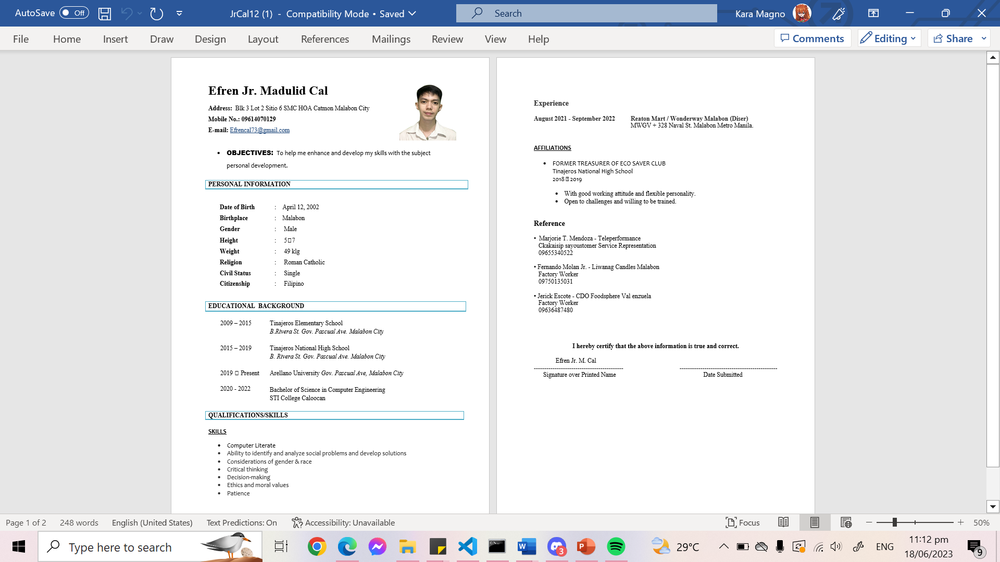 AutoSave Off
JrCal12 (1) - Compatibility Mode • Saved
Search
Kara Magno
File Home Insert Draw Design Layout References Mailings Review View Help
Comments Editing Share
Efren Jr. Madulid Cal
Address: Blk 3 Lot 2 Sitio 6 SMC HOA Catmon Malabon City
Mobile No.: 09614070129
E-mail: Efrencal73@gmail.com
• OBJECTIVES: To help me enhance and develop my skills with the subject
personal development.
PERSONAL INFORMATION
Date of Birth : April 12, 2002
Birthplace : Malabon
Gender : Male
Height : 5▯7
Weight : 49 klg
Religion : Roman Catholic
Civil Status : Single
Citizenship : Filipino
EDUCATIONAL BACKGROUND
2009 – 2015 Tinajeros Elementary School
B.Rivera St. Gov. Pascual Ave. Malabon City
2015 – 2019 Tinajeros National High School
B. Rivera St. Gov. Pascual Ave. Malabon City
2019 ▯ Present Arellano University Gov. Pascual Ave, Malabon City
2020 - 2022 Bachelor of Science in Computer Engineering
STI College Caloocan
QUALIFICATIONS/SKILLS
SKILLS
• Computer Literate
• Ability to identify and analyze social problems and develop solutions
• Considerations of gender & race
• Critical thinking
• Decision-making
• Ethics and moral values
• Patience
Experience
August 2021 - September 2022 Reaton Mart / Wonderway Malabon (Diser)
MWGV + 328 Naval St. Malabon Metro Manila.
AFFILIATIONS
• FORMER TREASURER OF ECO SAVER CLUB
Tinajeros National High School
2018 ▯ 2019
• With good working attitude and flexible personality.
• Open to challenges and willing to be trained.
Reference
• Marjorie T. Mendoza - Teleperformance
Ckakaisip sayoustomer Service Representation
09655340522
• Fernando Molan Jr. - Liwanag Candles Malabon
Factory Worker
09750135031
• Jerick Escote - CDO Foodsphere Val enzuela
Factory Worker
09636487480
I hereby certify that the above information is true and correct.
Efren Jr. M. Cal
Signature over Printed Name Date Submitted
Page 1 of 2 248 words English (United States) Text Predictions: On Accessibility: Unavailable
Focus 50%
Type here to search
3
29°C
ENG
11:12 pm
18/06/2023
9